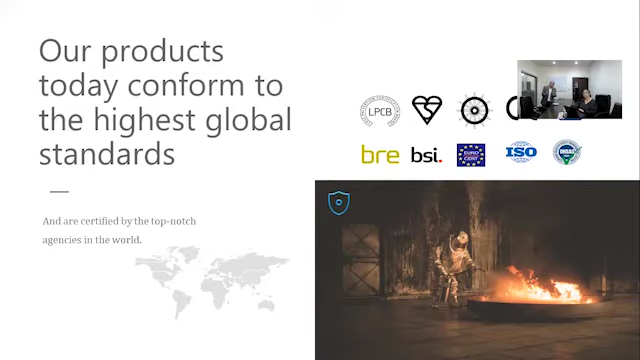 Our products
today conform to
the highest global
standards
And are certified by the top-notch
agencies in the world.
LPCB
bre
bsi.
EURO
CERT
ISO
OHSAS